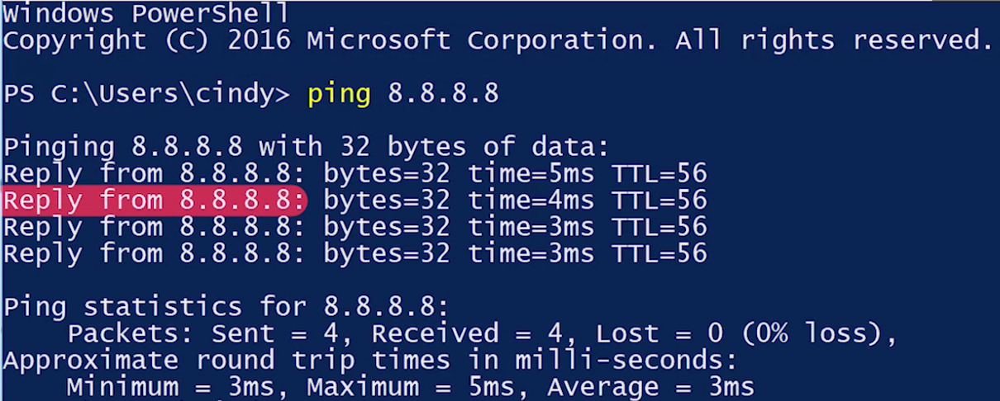 Windows PowerShell
Copyright (C) 2016 Microsoft Corporation. All rights reserved.
PS C:\Users\cindy> ping 8.8.8.8
Pinging 8.8.8.8 with 32 bytes of data:
Reply from 8.8.8.8: bytes=32 time=5ms TTL=56
Reply from 8.8.8.8: bytes=32 time=4ms TTL=56
Reply from 8.8.8.8: bytes=32 time=3ms TTL=56
Reply from 8.8.8.8: bytes=32 time=3ms TTL=56
Ping statistics for 8.8.8.8:
    Packets: Sent = 4, Received = 4, Lost = 0 (0% loss),
Approximate round trip times in milli-seconds:
    Minimum = 3ms, Maximum = 5ms, Average = 3ms